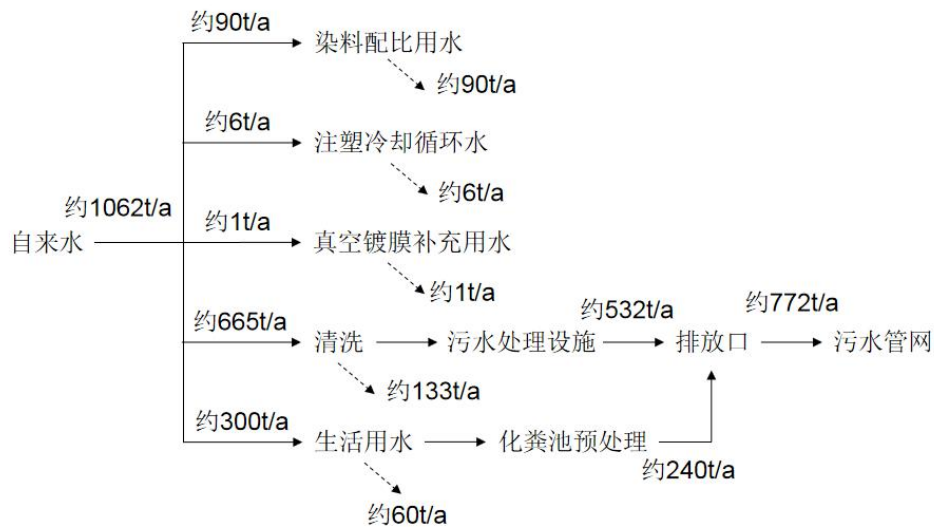 约90t/a
染料配比用水
约90t/a
约6t/a
注塑冷却循环水
约6t/a
约1062t/a
自来水
约1t/a
真空镀膜补充用水
约1t/a
约665t/a
清洗
污水处理设施
约532t/a
排放口
约772t/a
污水管网
约133t/a
约300t/a
生活用水
化粪池预处理
约240t/a
约60t/a